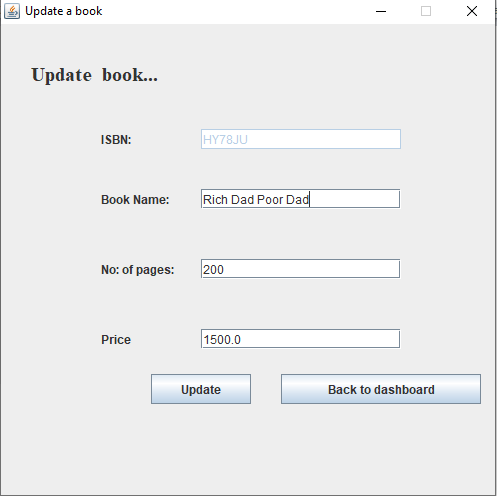 Update a book
Update book...
ISBN: HY78JU
Book Name: Rich Dad Poor Dad
No: of pages: 200
Price 1500.0
Update Back to dashboard